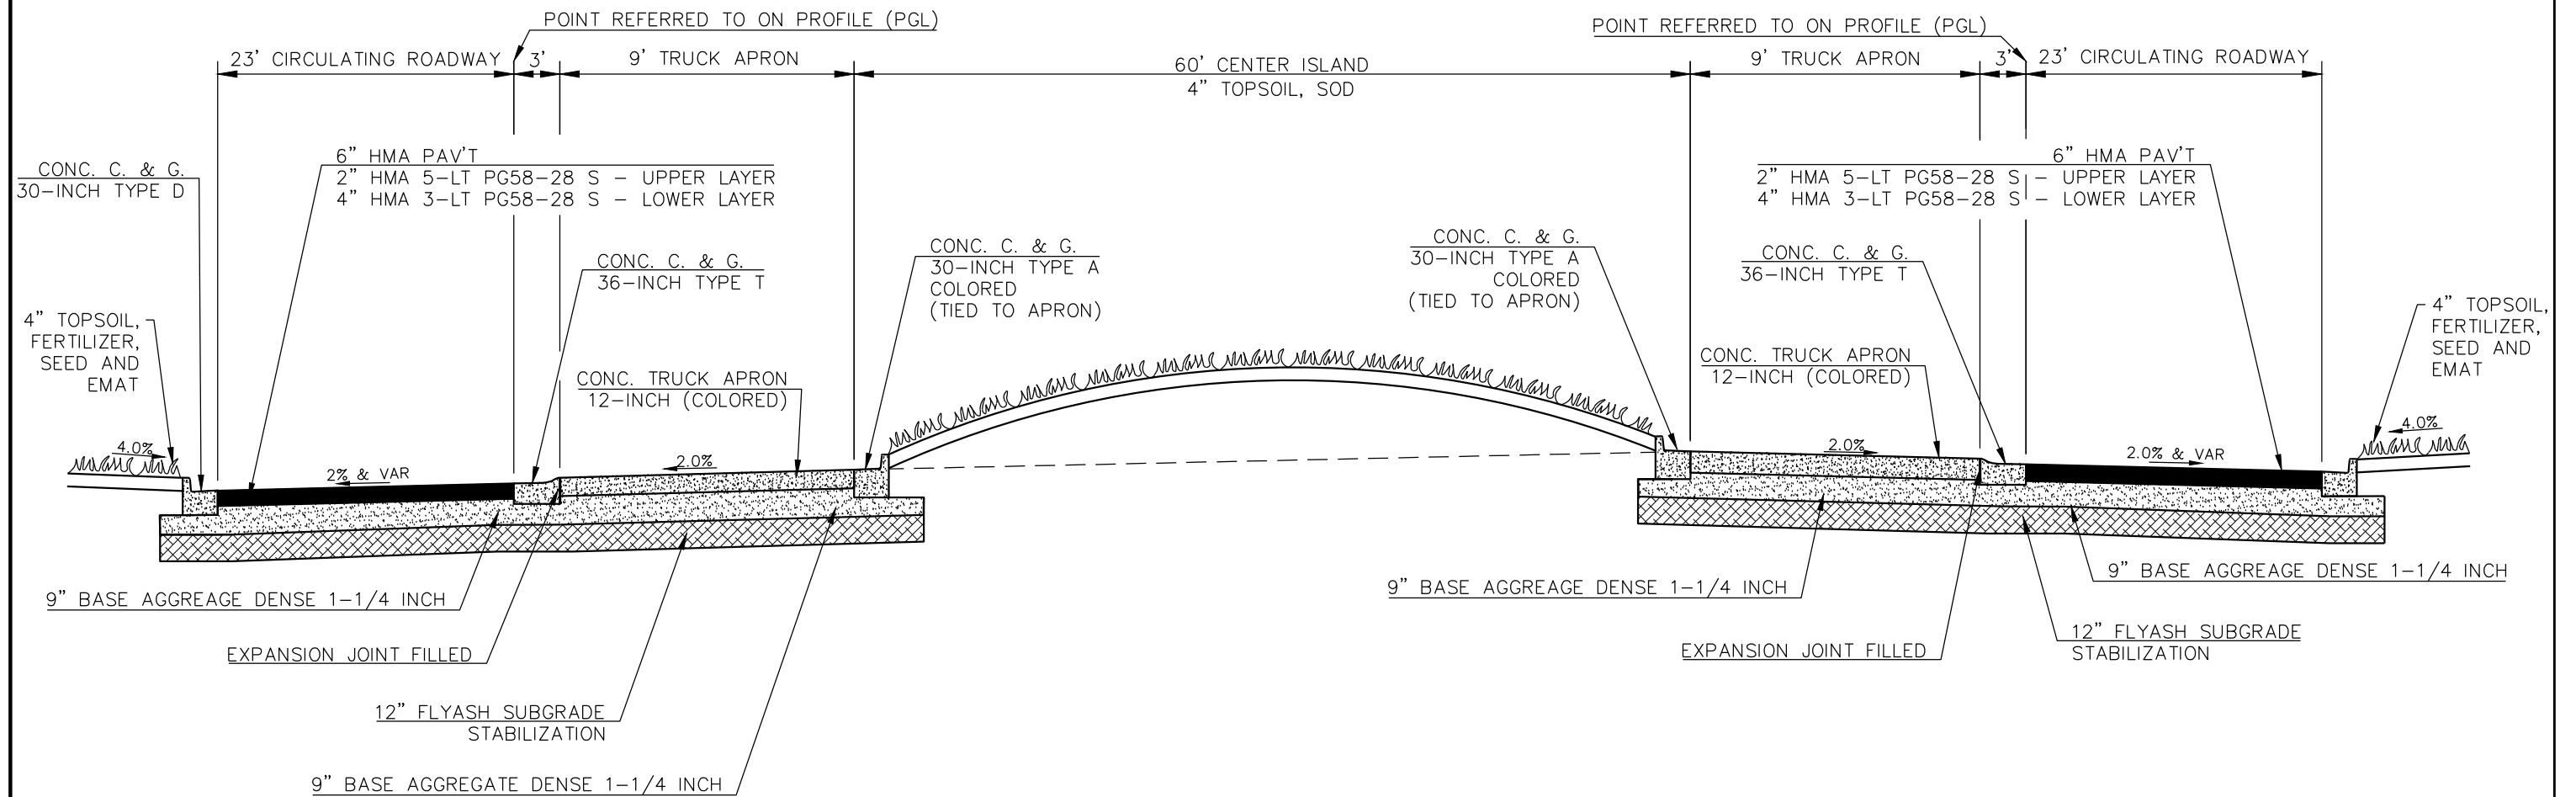 POINT REFERRED TO ON PROFILE (PGL)
POINT REFERRED TO ON PROFILE (PGL)
23' CIRCULATING ROADWAY
3'
9' TRUCK APRON
60' CENTER ISLAND
4" TOPSOIL, SOD
9' TRUCK APRON
3'
23' CIRCULATING ROADWAY
CONC. C. & G.
30-INCH TYPE D
6" HMA PAV'T
2" HMA 5-LT PG58-28 S - UPPER LAYER
4" HMA 3-LT PG58-28 S - LOWER LAYER
6" HMA PAV'T
2" HMA 5-LT PG58-28 S - UPPER LAYER
4" HMA 3-LT PG58-28 S - LOWER LAYER
CONC. C. & G.
36-INCH TYPE T
CONC. C. & G.
30-INCH TYPE A
COLORED
(TIED TO APRON)
CONC. C. & G.
30-INCH TYPE A
COLORED
(TIED TO APRON)
CONC. C. & G.
36-INCH TYPE T
4" TOPSOIL,
FERTILIZER,
SEED AND
EMAT
4" TOPSOIL,
FERTILIZER,
SEED AND
EMAT
CONC. TRUCK APRON
12-INCH (COLORED)
CONC. TRUCK APRON
12-INCH (COLORED)
4.0%
2% & VAR
2.0%
2.0%
2.0% & VAR
4.0%
9" BASE AGGREAGE DENSE 1-1/4 INCH
9" BASE AGGREAGE DENSE 1-1/4 INCH
9" BASE AGGREAGE DENSE 1-1/4 INCH
EXPANSION JOINT FILLED
EXPANSION JOINT FILLED
12" FLYASH SUBGRADE
STABILIZATION
12" FLYASH SUBGRADE
STABILIZATION
9" BASE AGGREGATE DENSE 1-1/4 INCH